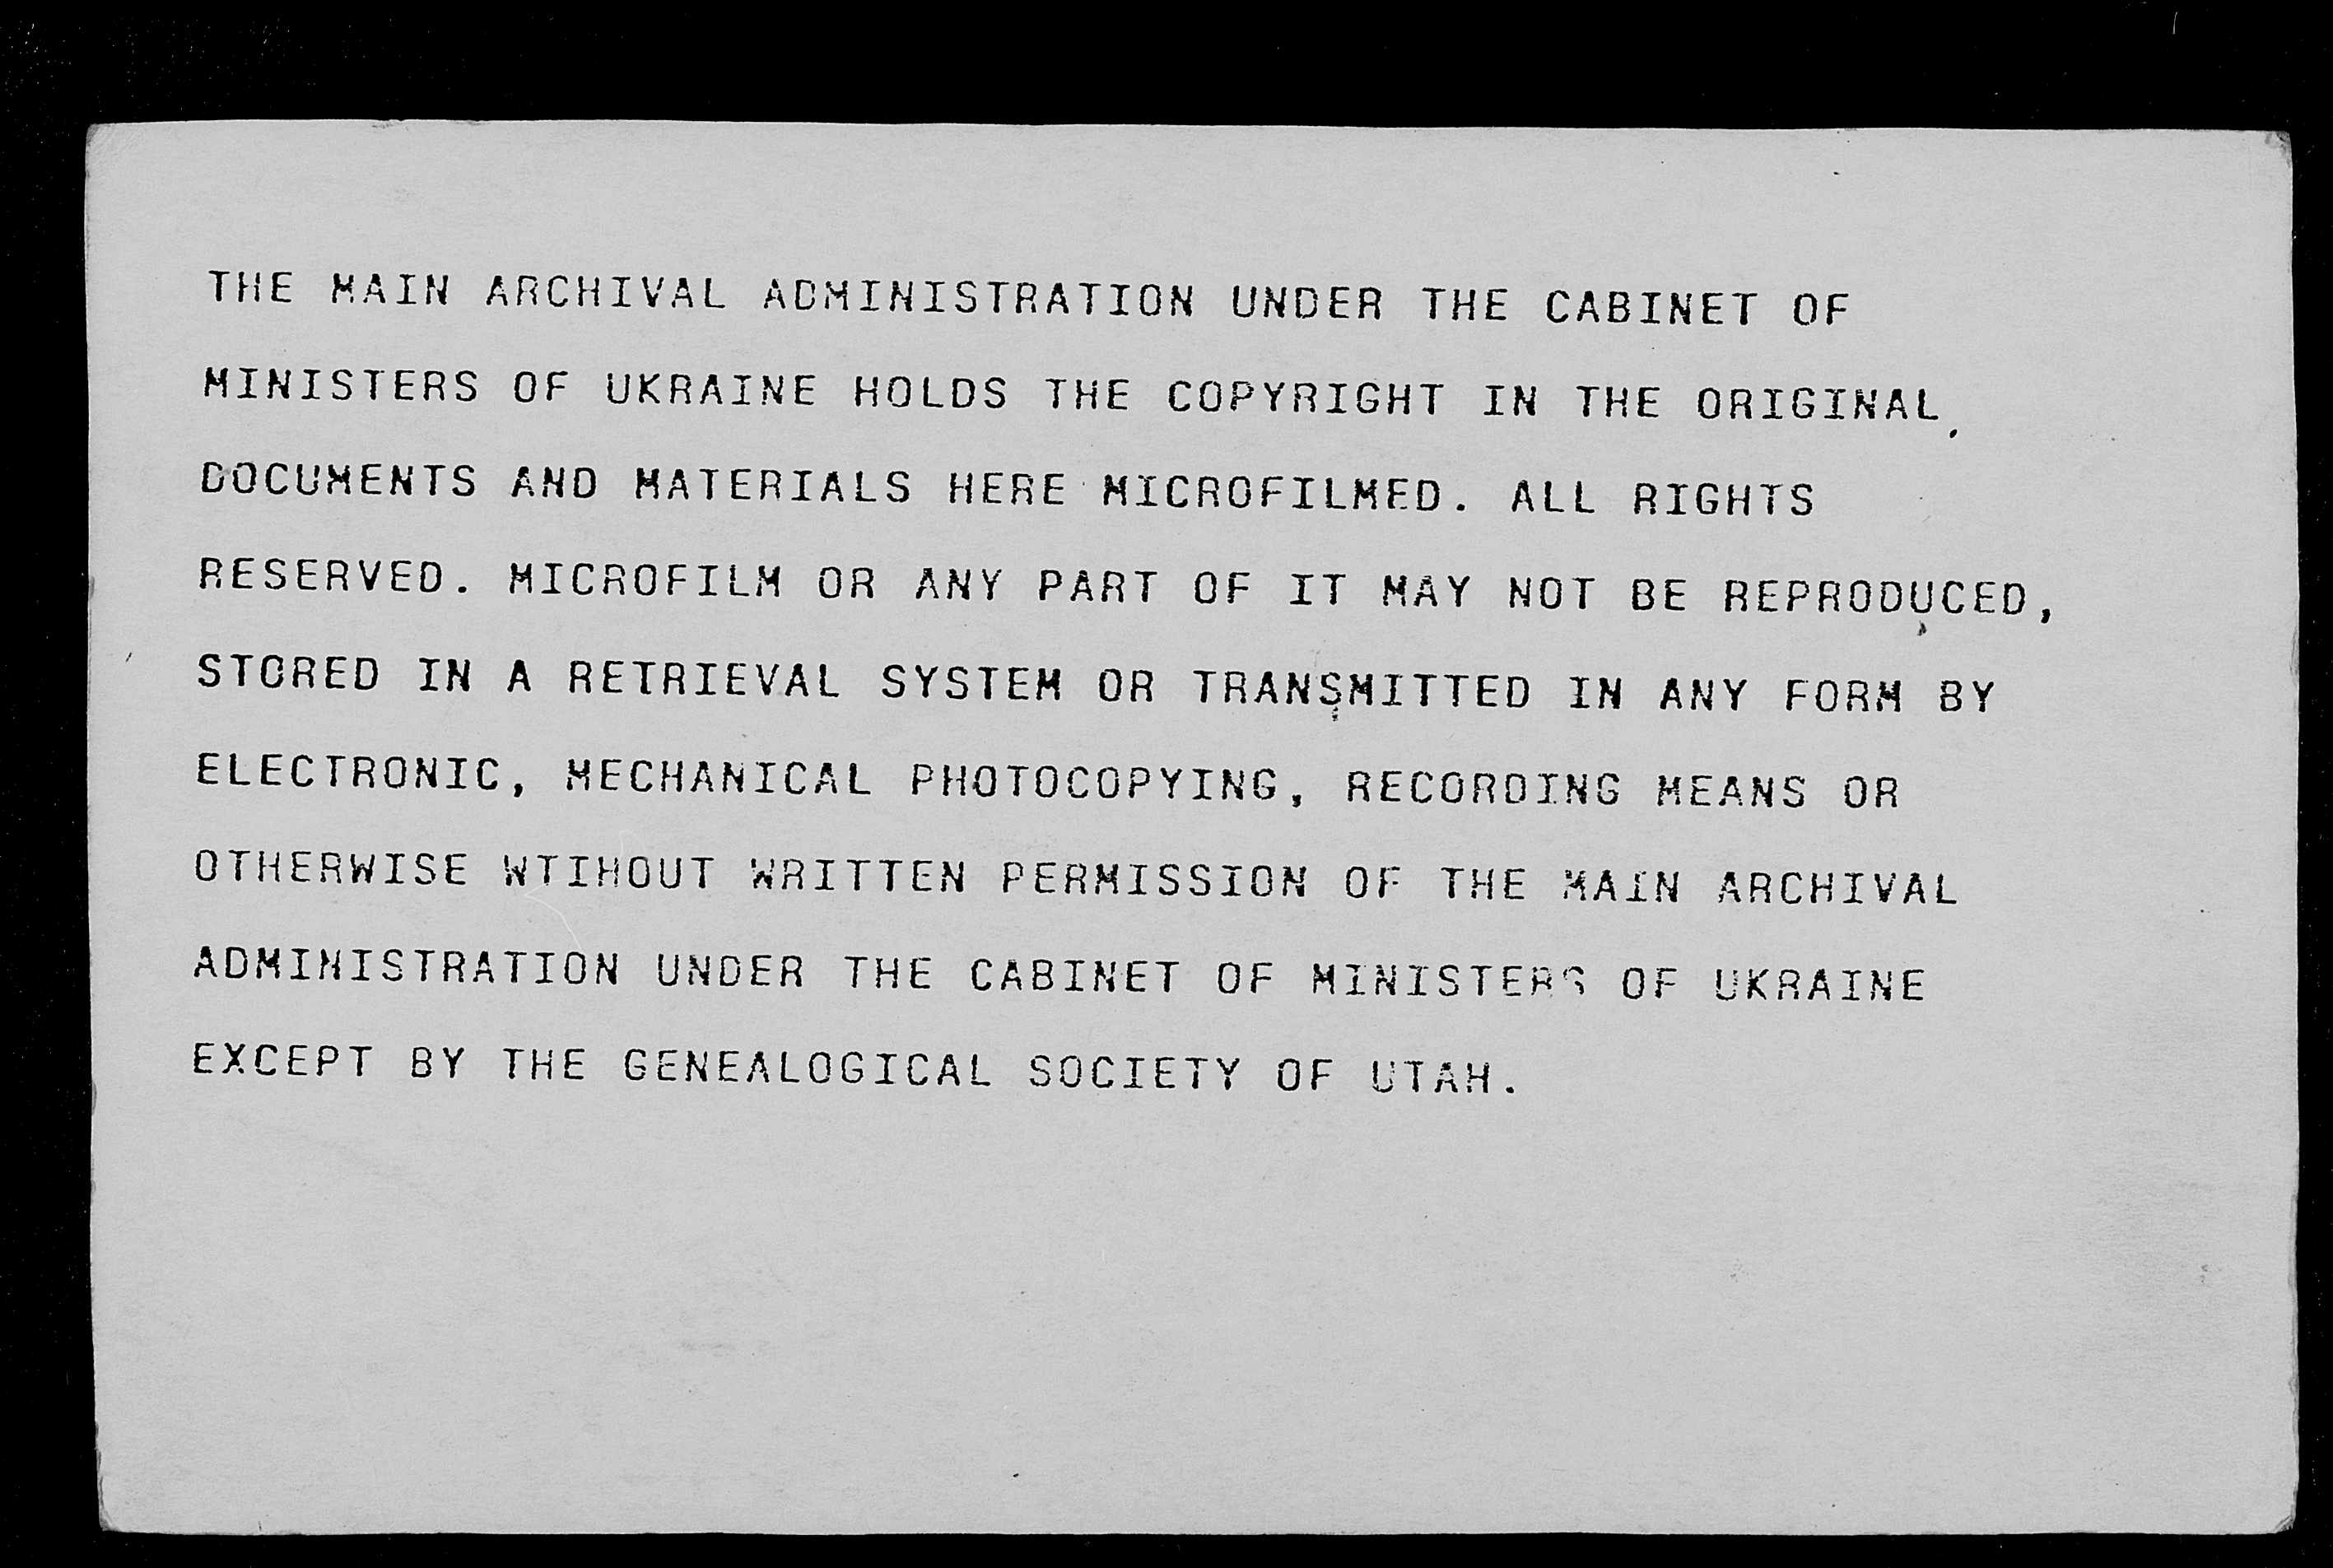 THE MAIN ARCHIVAL ADMINISTRATION UNDER THE CABINET OF
MINISTERS OF UKRAINE HOLDS THE COPYRIGHT IN THE ORIGINAL
DOCUMENTS AND MATERIALS HERE MICROFILMED. ALL RIGHTS
RESERVED. MICROFILM OR ANY PART OF IT MAY NOT BE REPRODUCED,
STORED IN A RETRIEVAL SYSTEM OR TRANSMITTED IN ANY FORM BY
ELECTRONIC, MECHANICAL PHOTOCOPYING, RECORDING MEANS OR
OTHERWISE WTIHOUT WRITTEN PERMISSION OF THE MAIN ARCHIVAL
ADMINISTRATION UNDER THE CABINET OF MINISTERS OF UKRAINE
EXCEPT BY THE GENEALOGICAL SOCIETY OF UTAH.